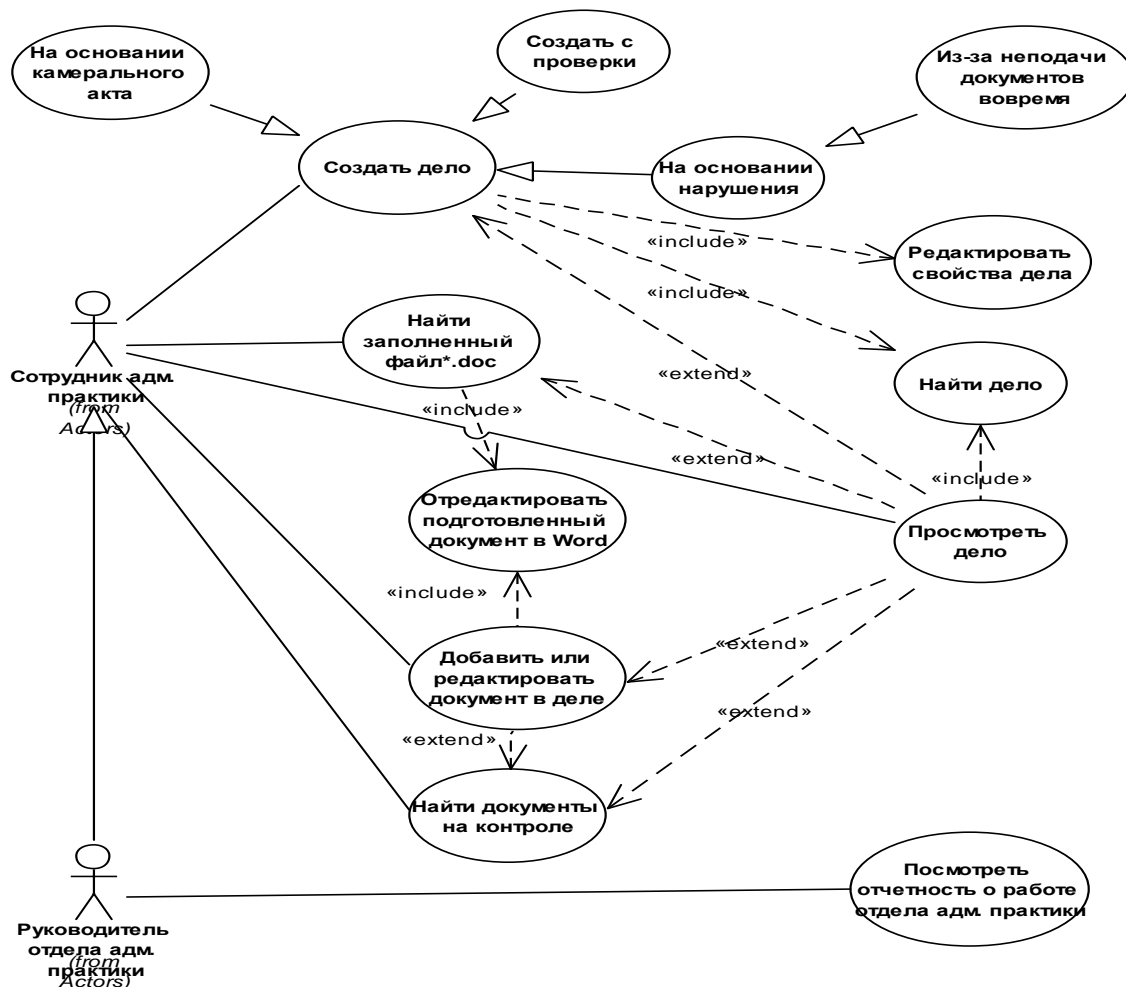 На основании
камерального
акта
Создать с
проверки
Из-за неподачи
документов
вовремя
Создать дело
На основании
нарушения
«include»
Редактировать
свойства дела
«include»
Найти
заполненный
файл*.doc
Сотрудник адм.
практики
(from
Actors)
«extend»
Найти дело
«include»
«extend»
«include»
Отредактировать
подготовленный
документ в Word
Просмотреть
дело
«include»
Добавить или
редактировать
документ в деле
«extend»
«extend»
«extend»
Найти документы
на контроле
Посмотреть
отчетность о работе
отдела адм. практики
Руководитель
отдела адм.
практики
(from
Actors)